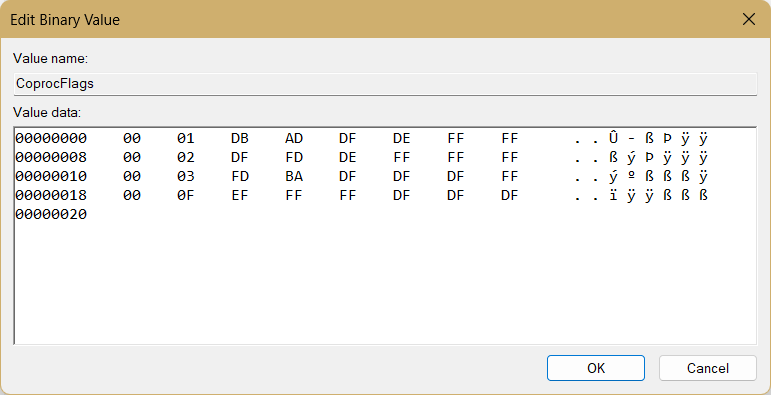 Edit Binary Value
Value name:
CoprocFlags
Value data:
00000000 00 01 DB AD DF DE FF FF . . Û - ß Þ ÿ ÿ
00000008 00 02 DF FD DE FF FF FF . . ß ý Þ ÿ ÿ ÿ
00000010 00 03 FD BA DF DF DF FF . . ý º ß ß ß ÿ
00000018 00 0F EF FF FF DF DF DF . . ï ÿ ÿ ß ß ß
00000020
OK Cancel